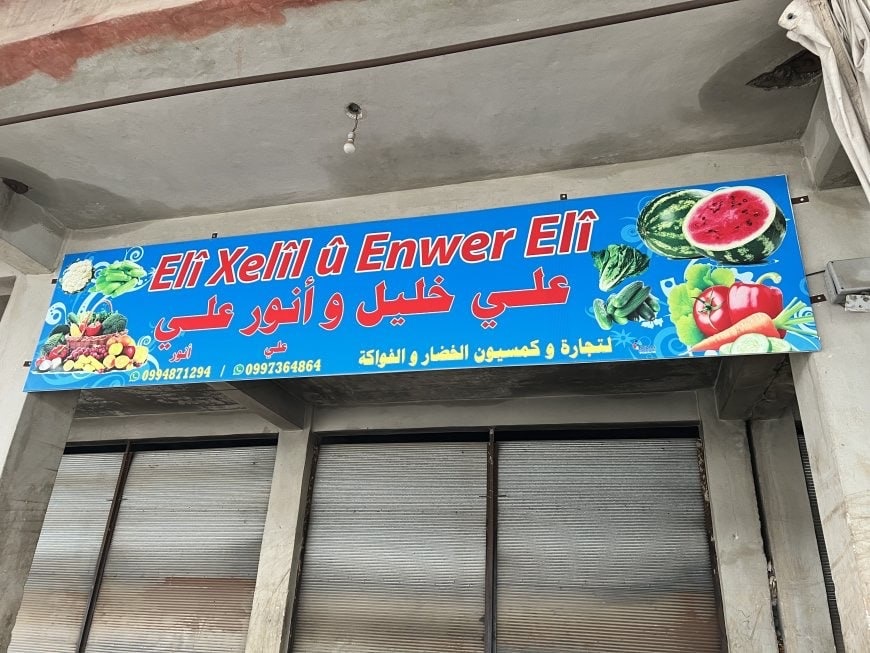 Elî Xelîl û Enwer Elî
علي خليل و أنور علي
لتجارة و كمسيون الخضار و الفواكة
علي
أنور
0994871294 / 0997364864